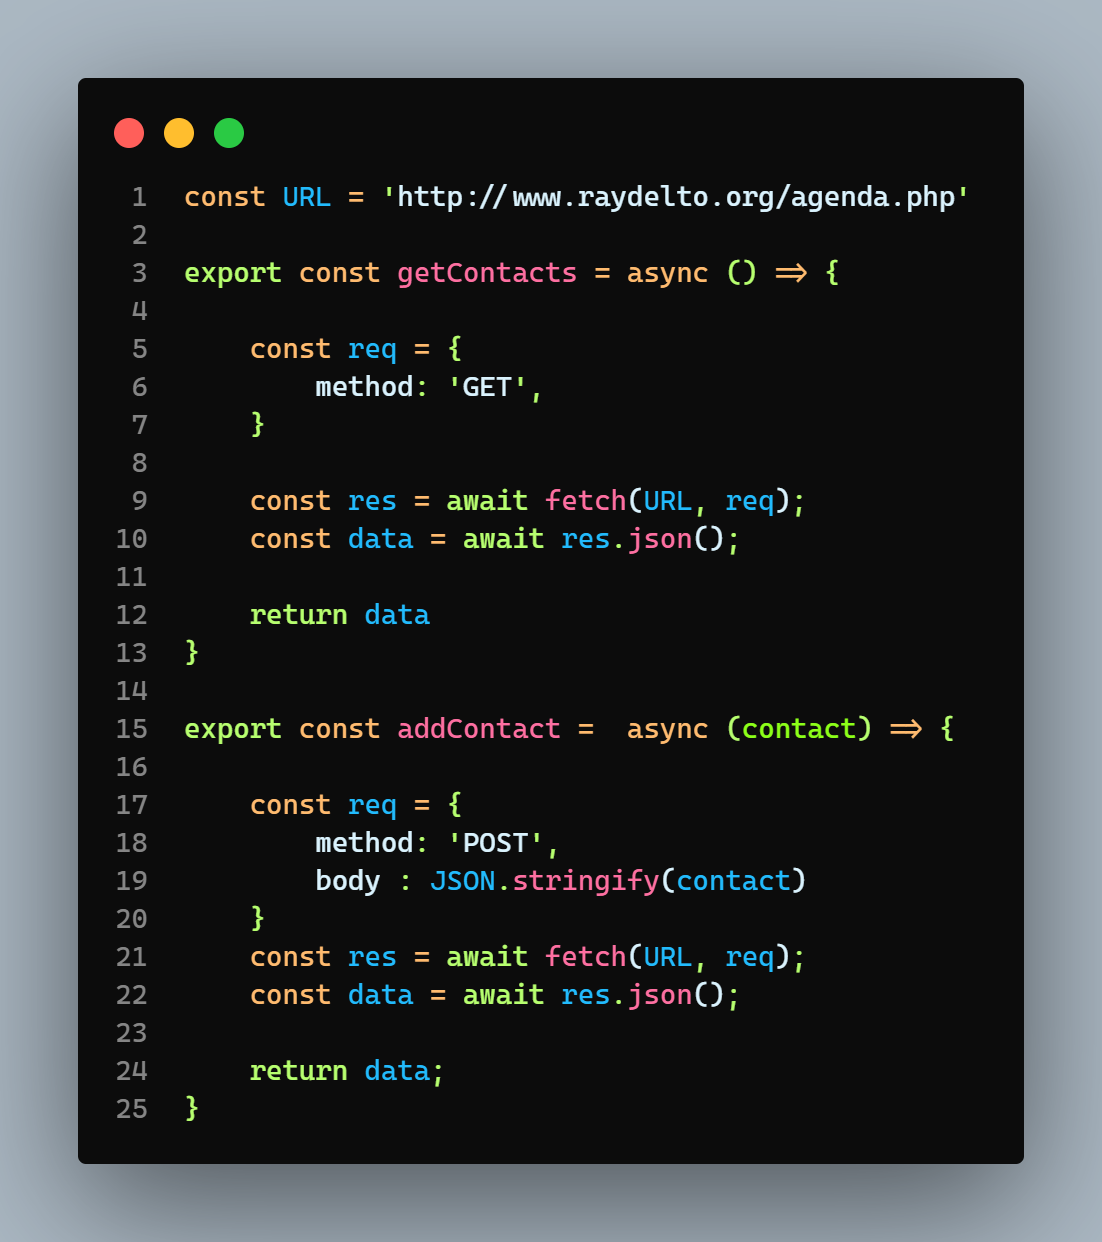 1 const URL = 'http://www.raydelto.org/agenda.php'
2
3 export const getContacts = async () => {
4
5     const req = {
6         method: 'GET',
7     }
8
9     const res = await fetch(URL, req);
10     const data = await res.json();
11
12     return data
13 }
14
15 export const addContact =  async (contact) => {
16
17     const req = {
18         method: 'POST',
19         body : JSON.stringify(contact)
20     }
21     const res = await fetch(URL, req);
22     const data = await res.json();
23
24     return data;
25 }